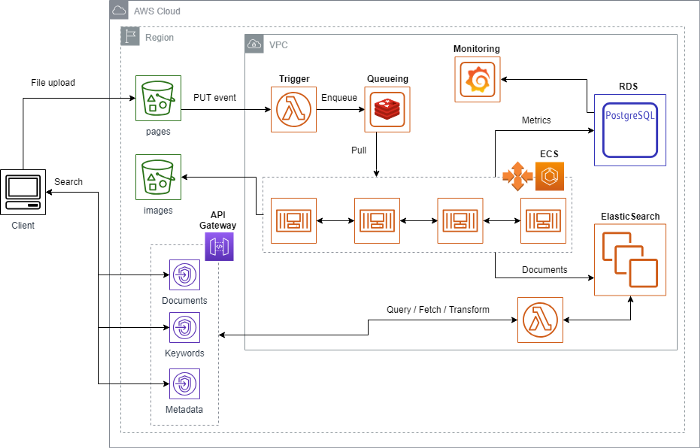 AWS Cloud
Region
VPC
File upload
PUT event
pages
Trigger
Enqueue
Queueing
Monitoring
RDS
PostgreSQL
Metrics
Pull
Search
Client
images
ECS
API
Gateway
ElasticSearch
Documents
Documents
Query / Fetch / Transform
Keywords
Metadata